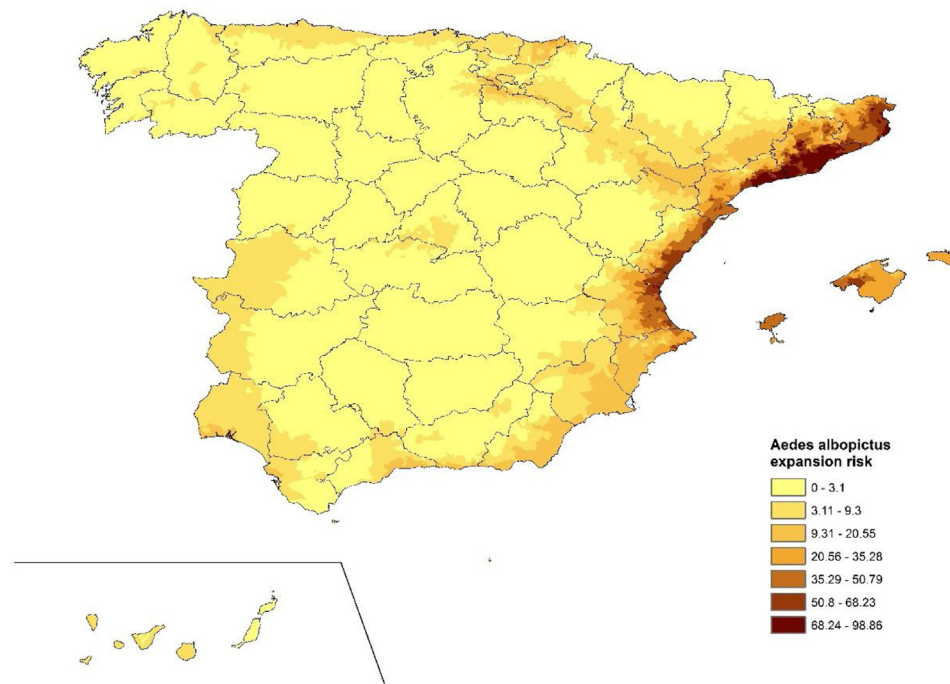 Aedes albopictus
expansion risk
0 - 3.1
3.11 - 9.3
9.31 - 20.55
20.56 - 35.28
35.29 - 50.79
50.8 - 68.23
68.24 - 98.86